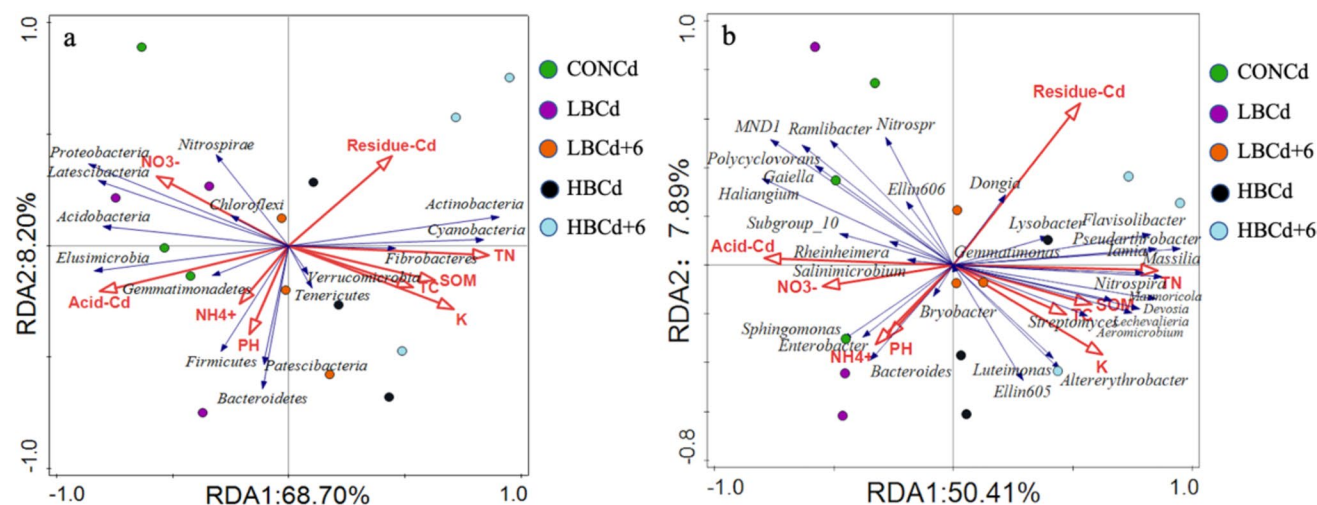 a
1.0
RDA2:8.20%
-1.0
-1.0
RDA1:68.70%
1.0
Nitrospirae
Proteobacteria
NO3-
Latescibacteria
Residue-Cd
Chloroflexi
Acidobacteria
Actinobacteria
Cyanobacteria
Elusimicrobia
Fibrobacteres
TN
Verrucomicrobia
SOM
TC
Gemmatimonadetes
Tenericutes
Acid-Cd
NH4+
K
PH
Firmicutes
Patescibacteria
Bacteroidetes
CONCd
LBCd
LBCd+6
HBCd
HBCd+6
b
1.0
RDA2: 7.89%
-0.8
-1.0
RDA1:50.41%
1.0
Residue-Cd
MND1
Ramlibacter
Nitrospr
Polycyclovorans
Gaiella
Haliangium
Ellin606
Dongia
Subgroup_10
Lysobacter
Flavisolibacter
Acid-Cd
Rheinheimera
Gemmatimonas
Pseudarthrobacter
Iamia
Massilia
Salinimicrobium
NO3-
TN
Nitrospira
Marmoricola
Bryobacter
SOM
Devosia
TC
Streptomyces
Lechevalieria
Aeromicrobium
Sphingomonas
Enterobacter
NH4+
PH
K
Bacteroides
Luteimonas
Altererythrobacter
Ellin605
CONCd
LBCd
LBCd+6
HBCd
HBCd+6